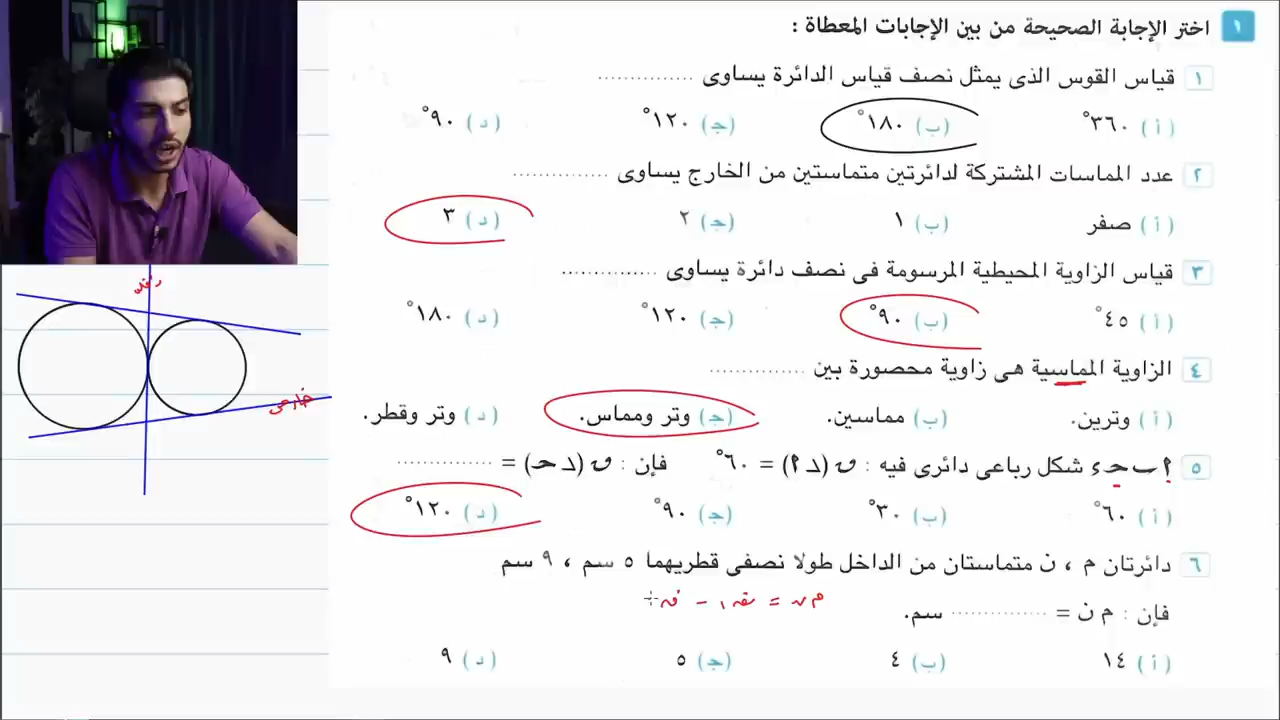 ١ اختر الإجابة الصحيحة من بين الإجابات المعطاة :
١ قياس القوس الذى يمثل نصف قياس الدائرة يساوى ..............
(أ) ٣٦٠° (ب) ١٨٠° (جـ) ١٢٠° (د) ٩٠°
٢ عدد المماسات المشتركة لدائرتين متماستين من الخارج يساوى ..............
(أ) صفر (ب) ١ (جـ) ٢ (د) ٣
٣ قياس الزاوية المحيطية المرسومة فى نصف دائرة يساوى ..............
(أ) ٤٥° (ب) ٩٠° (جـ) ١٢٠° (د) ١٨٠°
٤ الزاوية المماسية هى زاوية محصورة بين ..............
(أ) وترين. (ب) مماسين. (جـ) وتر ومماس. (د) وتر وقطر.
٥ ا ب حـ ء شكل رباعى دائرى فيه : ق (د ا) = ٦٠° فإن : ق (د حـ) = ..............
(أ) ٦٠° (ب) ٣٠° (جـ) ٩٠° (د) ١٢٠°
٦ دائرتان م ، ن متماستان من الداخل طولا نصفى قطريهما ٥ سم ، ٩ سم
م ن = نق١ - نق
فإن : م ن = .............. سم.
(أ) ١٤ (ب) ٤ (جـ) ٥ (د) ٩
خارجى